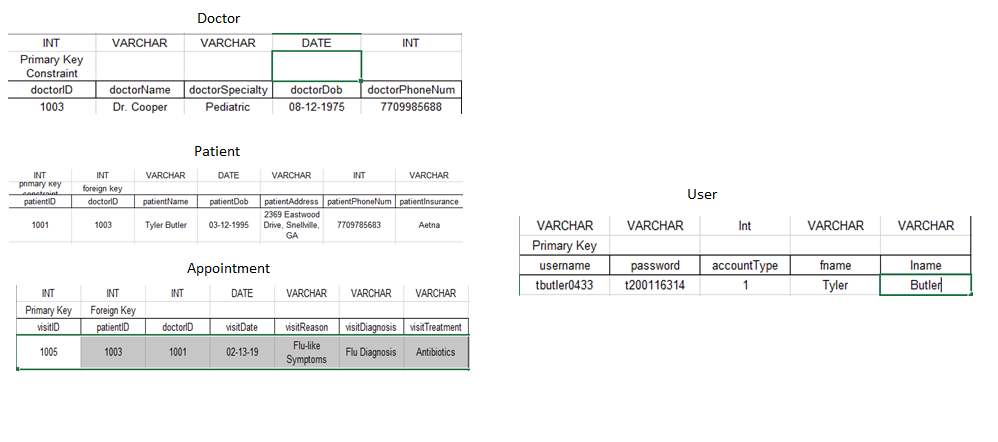 Doctor
INT VARCHAR VARCHAR DATE INT
Primary Key
Constraint
doctorID doctorName doctorSpecialty doctorDob doctorPhoneNum
1003 Dr. Cooper Pediatric 08-12-1975 7709985688
Patient
INT INT VARCHAR DATE VARCHAR INT VARCHAR
primary key
constraint foreign key
patientID doctorID patientName patientDob patientAddress patientPhoneNum patientInsurance
2369 Eastwood
1001 1003 Tyler Butler 03-12-1995 Drive, Snellville, 7709785683 Aetna
GA
Appointment
INT INT INT DATE VARCHAR VARCHAR VARCHAR
Primary Key Foreign Key
visitID patientID doctorID visitDate visitReason visitDiagnosis visitTreatment
1005 1003 1001 02-13-19 Flu-like
Symptoms Flu Diagnosis Antibiotics
User
VARCHAR VARCHAR Int VARCHAR VARCHAR
Primary Key
username password accountType fname lname
tbutler0433 t200116314 1 Tyler Butler